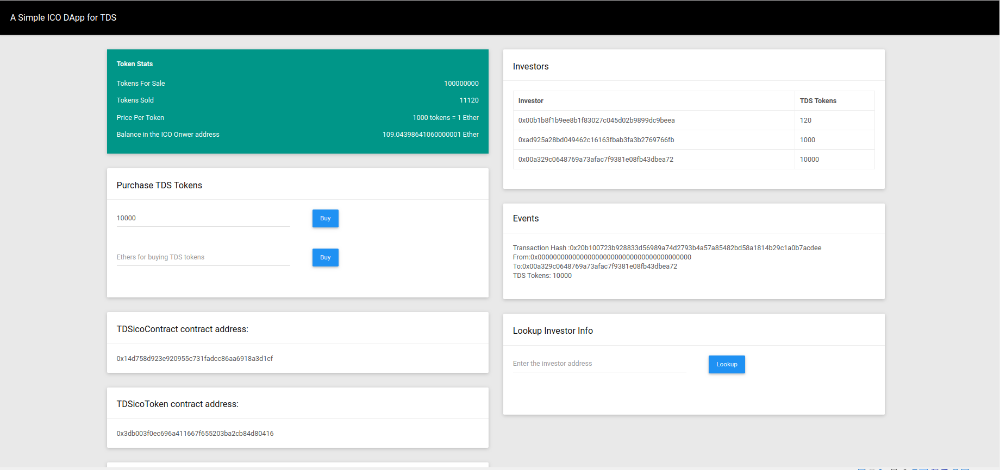 A Simple ICO DApp for TDS
Token Stats
Tokens For Sale 100000000
Tokens Sold 11120
Price Per Token 1000 tokens = 1 Ether
Balance in the ICO Onwer address 109.04398641060000001 Ether
Purchase TDS Tokens
10000 Buy
Ethers for buying TDS tokens Buy
TDSicoContract contract address:
0x14d758d923e920955c731fadcc86aa6918a3d1cf
TDSicoToken contract address:
0x3db003f0ec696a411667f655203ba2cb84d80416
Investors
Investor TDS Tokens
0x00b1b8f1b9ee8b1f83027c045d02b9899dc9beea 120
0xad925a28bd049462c16163fbab3fa3b2769766fb 1000
0x00a329c0648769a73afac7f9381e08fb43dbea72 10000
Events
Transaction Hash :0x20b100723b928833d56989a74d2793b4a57a85482bd58a1814b29c1a0b7acdee
From:0x0000000000000000000000000000000000000000
To:0x00a329c0648769a73afac7f9381e08fb43dbea72
TDS Tokens: 10000
Lookup Investor Info
Enter the investor address Lookup